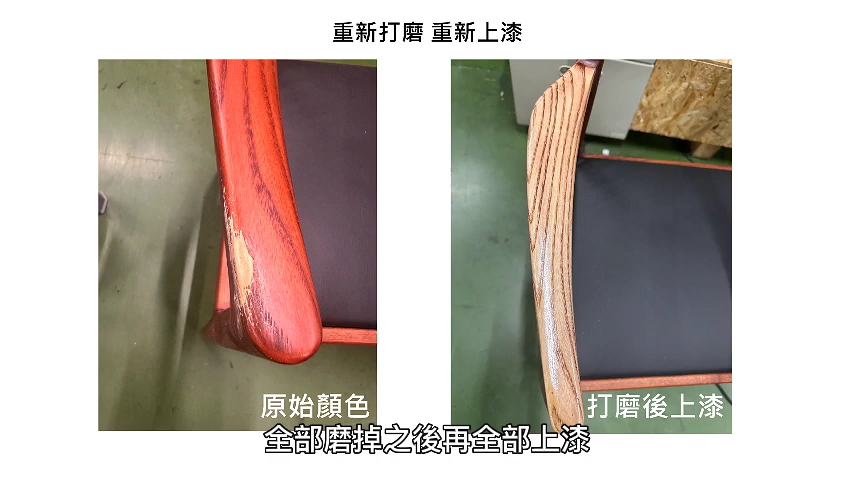 重新打磨 重新上漆
原始顏色
打磨後上漆
全部磨掉之後再全部上漆